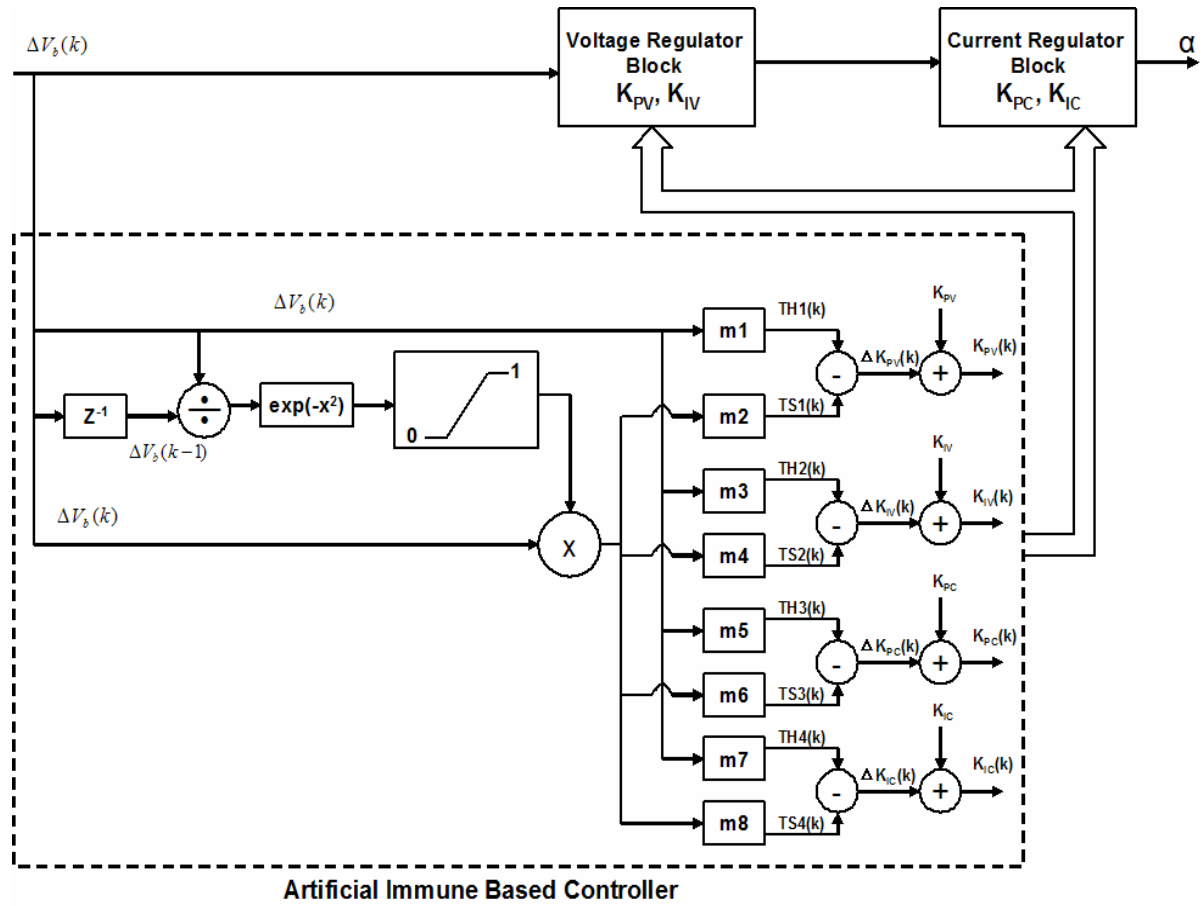 ΔV_b(k)
Voltage Regulator
Block
K_PV, K_IV
Current Regulator
Block
K_PC, K_IC
α
ΔV_b(k)
Z⁻¹
ΔV_b(k−1)
÷
exp(-x²)
0
1
ΔV_b(k)
X
m1
TH1(k)
m2
TS1(k)
-
ΔK_PV(k)
K_PV
+
K_PV(k)
m3
TH2(k)
m4
TS2(k)
-
ΔK_IV(k)
K_IV
+
K_IV(k)
m5
TH3(k)
m6
TS3(k)
-
ΔK_PC(k)
K_PC
+
K_PC(k)
m7
TH4(k)
m8
TS4(k)
-
ΔK_IC(k)
K_IC
+
K_IC(k)
Artificial Immune Based Controller